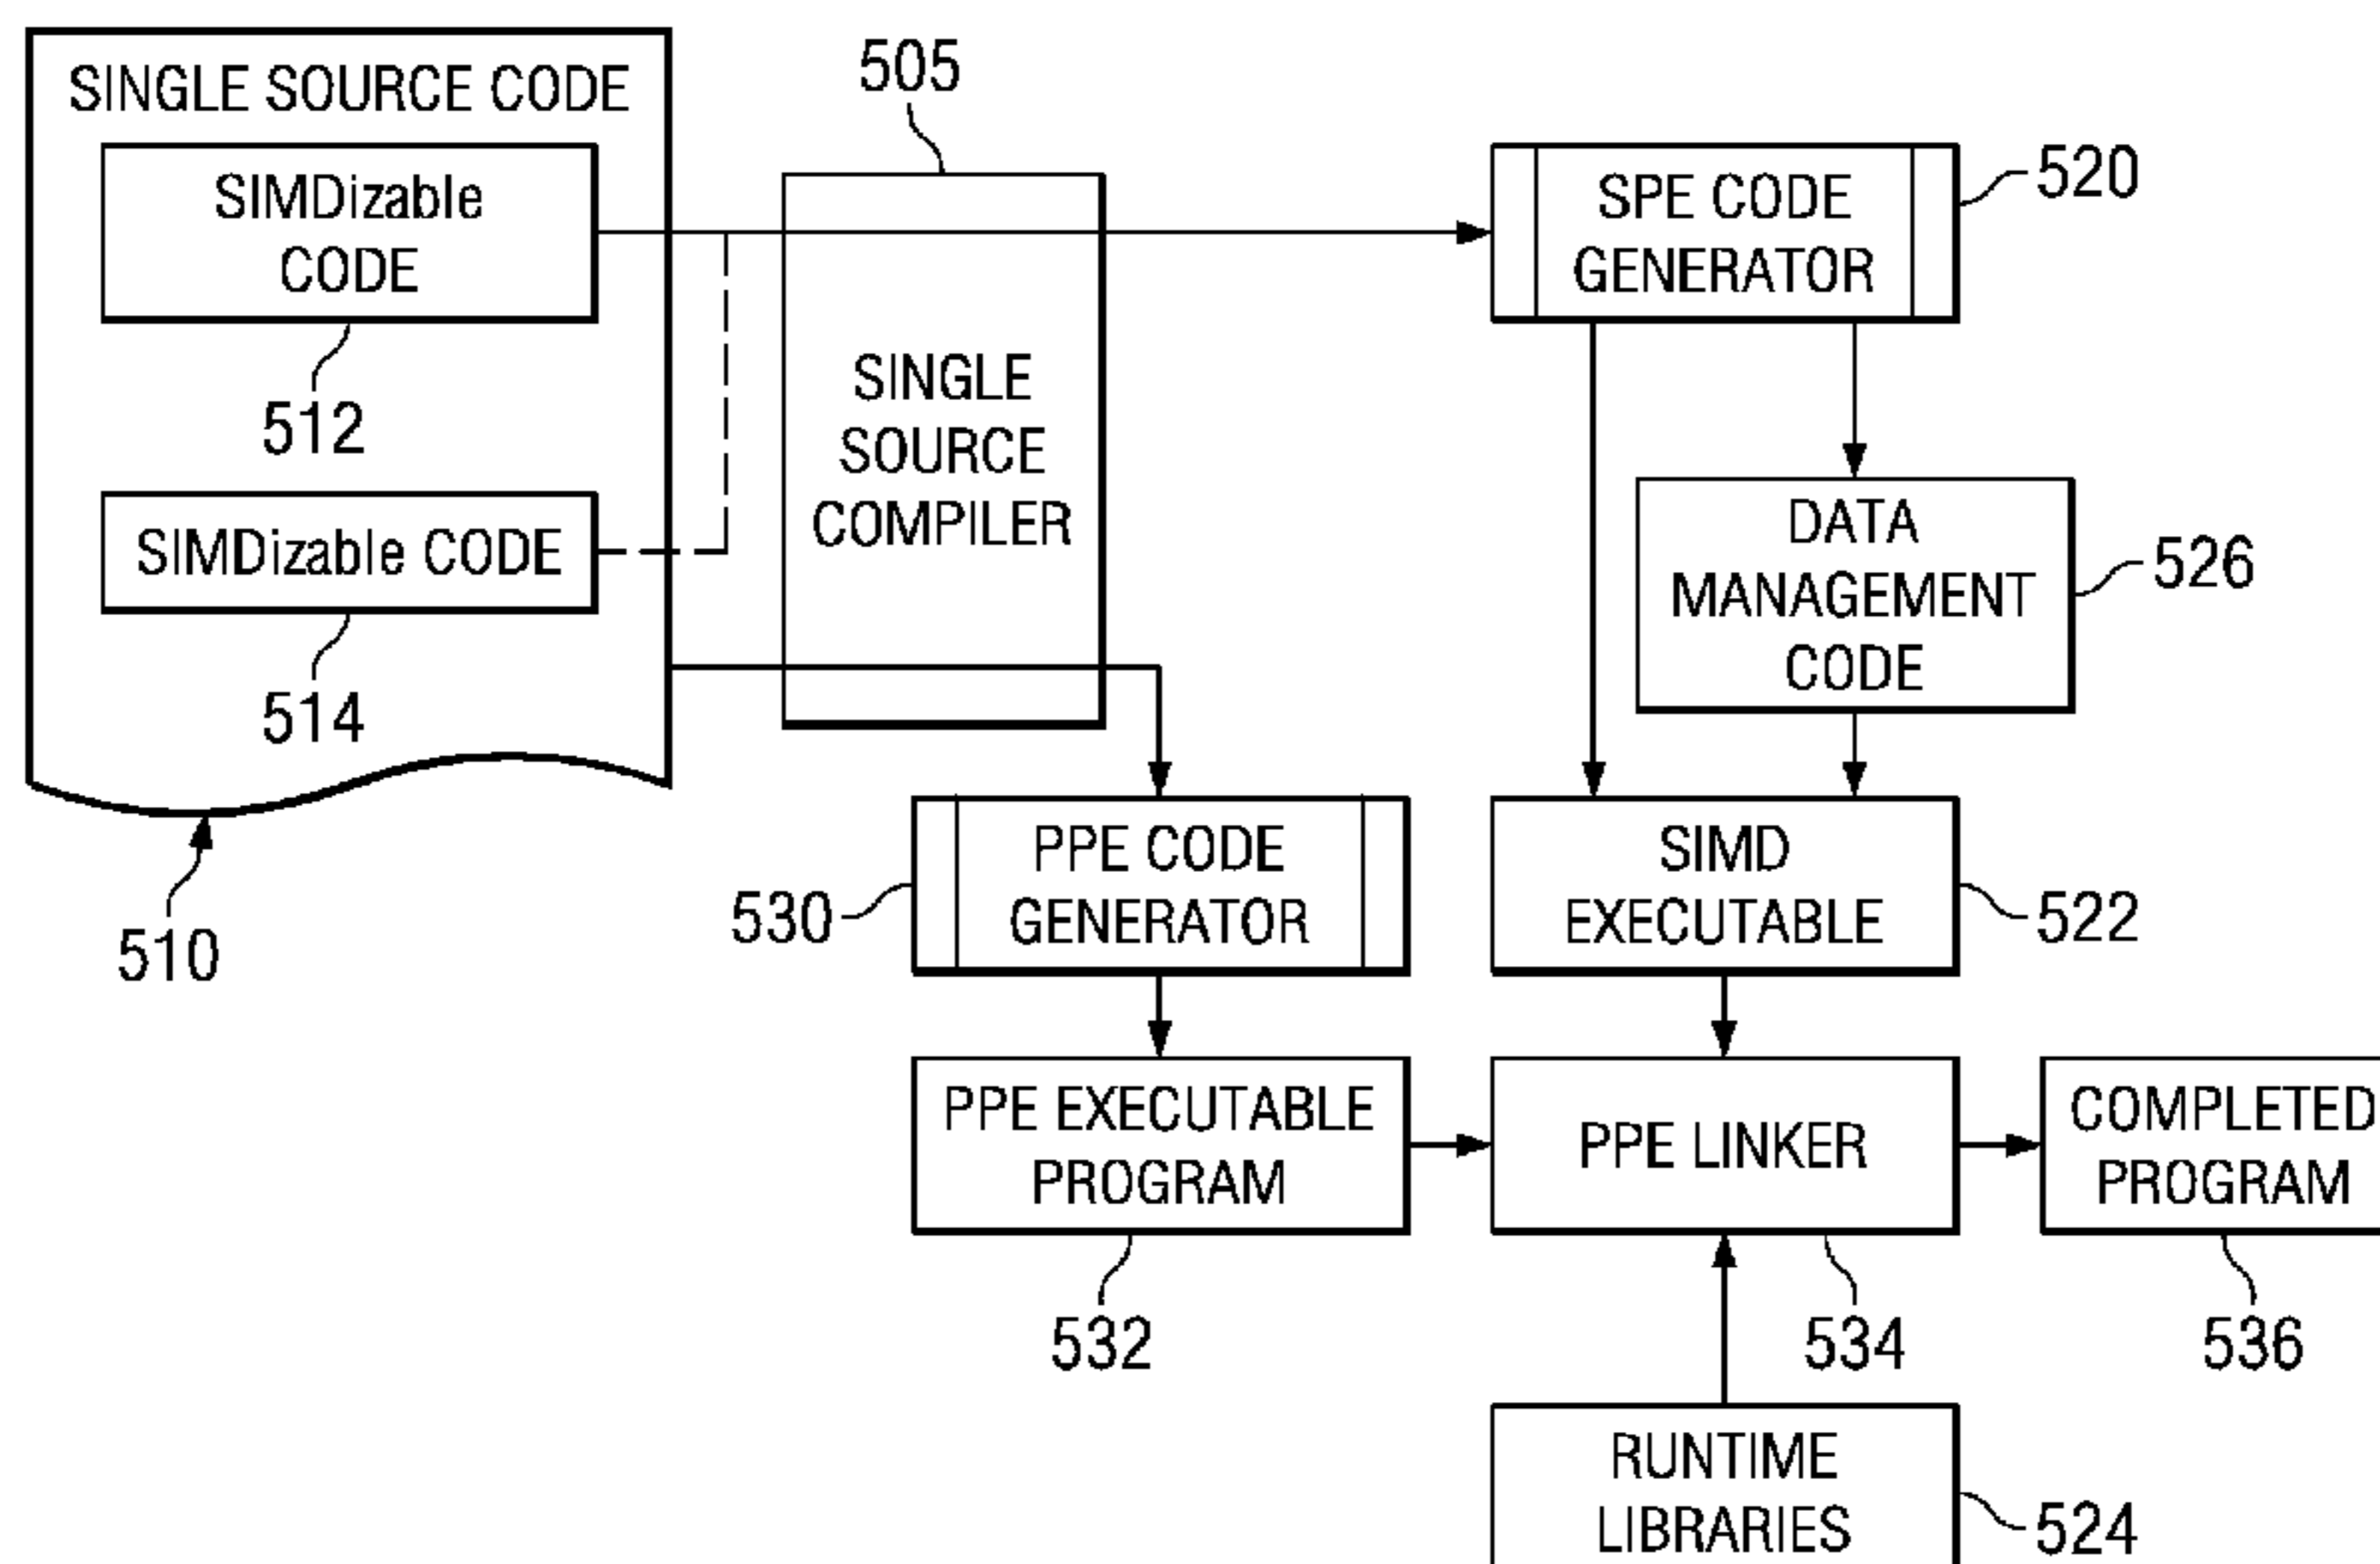 SINGLE SOURCE CODE
SIMDizable
CODE
512
SIMDizable CODE
514
510
505
SINGLE
SOURCE
COMPILER
SPE CODE
GENERATOR
520
DATA
MANAGEMENT
CODE
526
PPE CODE
GENERATOR
530
SIMD
EXECUTABLE
522
PPE EXECUTABLE
PROGRAM
532
PPE LINKER
534
COMPLETED
PROGRAM
536
RUNTIME
LIBRARIES
524